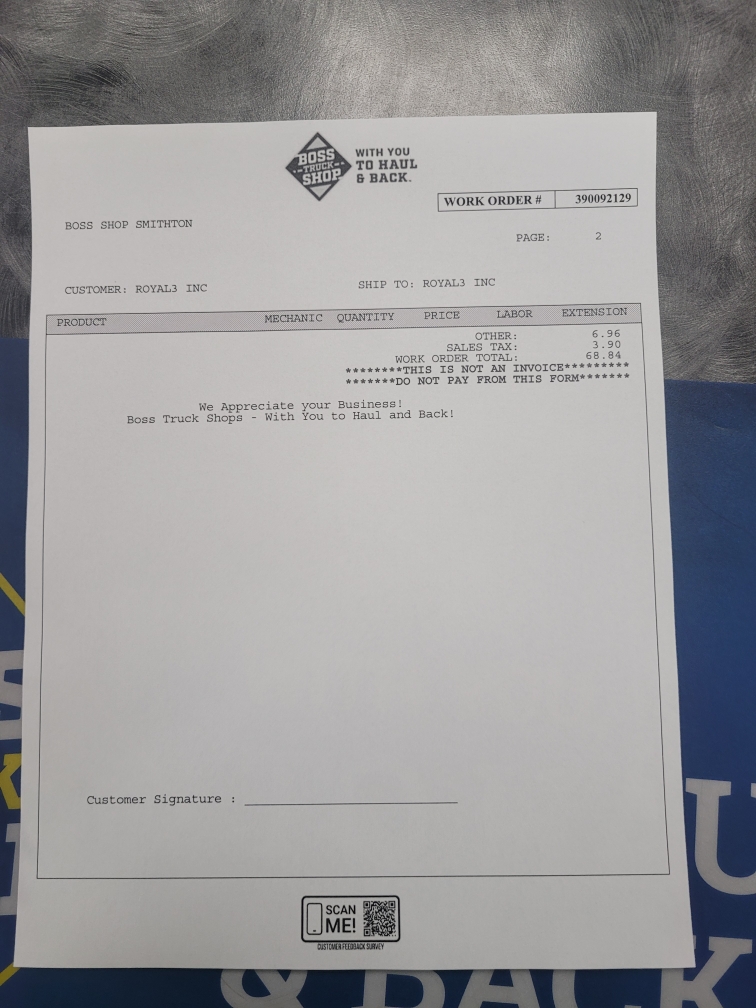 BOSS
TRUCK
SHOP
WITH YOU
TO HAUL
& BACK.
WORK ORDER # 390092129
BOSS SHOP SMITHTON
PAGE: 2
CUSTOMER: ROYAL3 INC
SHIP TO: ROYAL3 INC
PRODUCT MECHANIC QUANTITY PRICE LABOR EXTENSION
OTHER: 6.96
SALES TAX: 3.90
WORK ORDER TOTAL: 68.84
********THIS IS NOT AN INVOICE*********
*******DO NOT PAY FROM THIS FORM*******
We Appreciate your Business!
Boss Truck Shops - With You to Haul and Back!
Customer Signature :
SCAN
ME!
CUSTOMER FEEDBACK SURVEY
U
& BACK